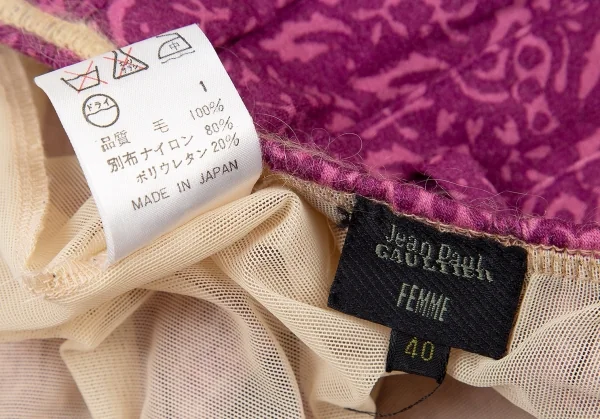 中
ドライ
1
品質 毛 100%
別布ナイロン 80%
ポリウレタン 20%
MADE IN JAPAN
Jean Paul
GAULTIER
FEMME
40